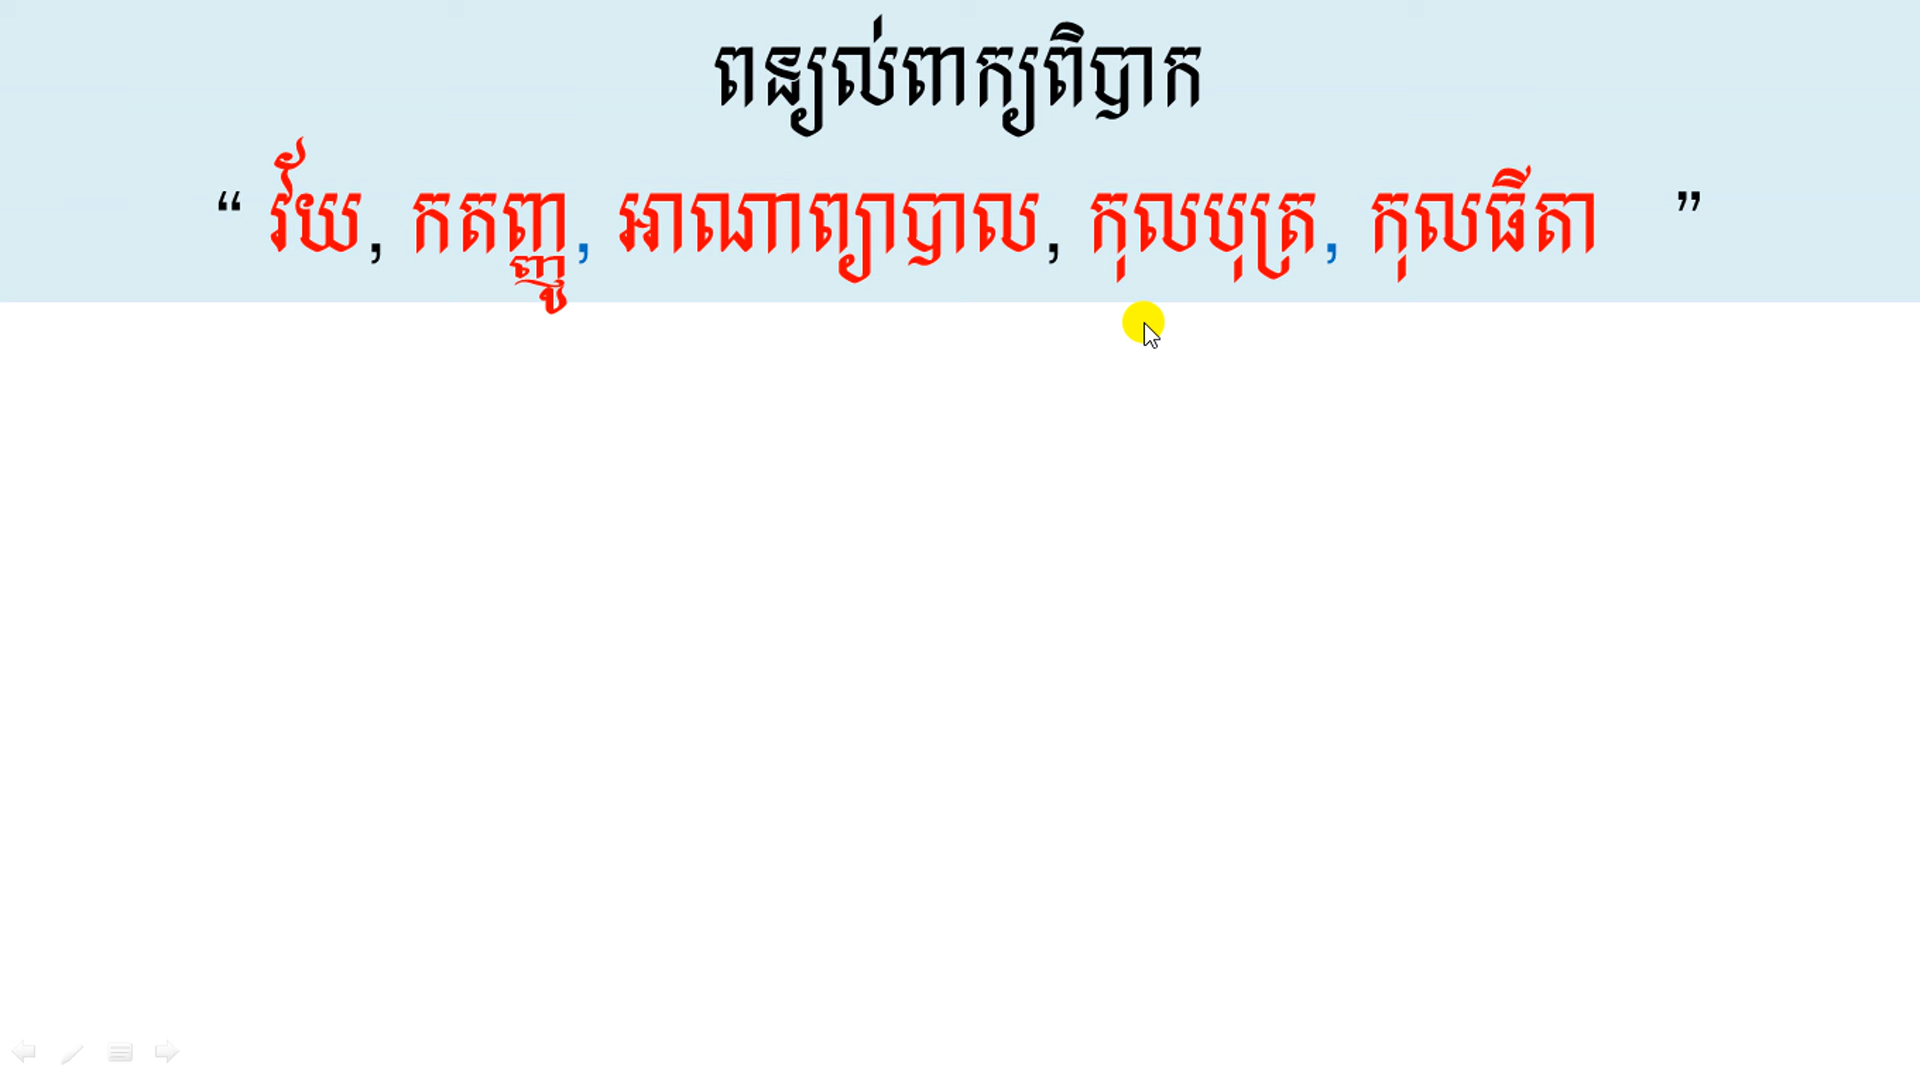 ពន្យល់ពាក្យពិបាក
“ វ័យ, កតញ្ញូ, អាណាព្យាបាល, កុលបុត្រ, កុលធីតា ”